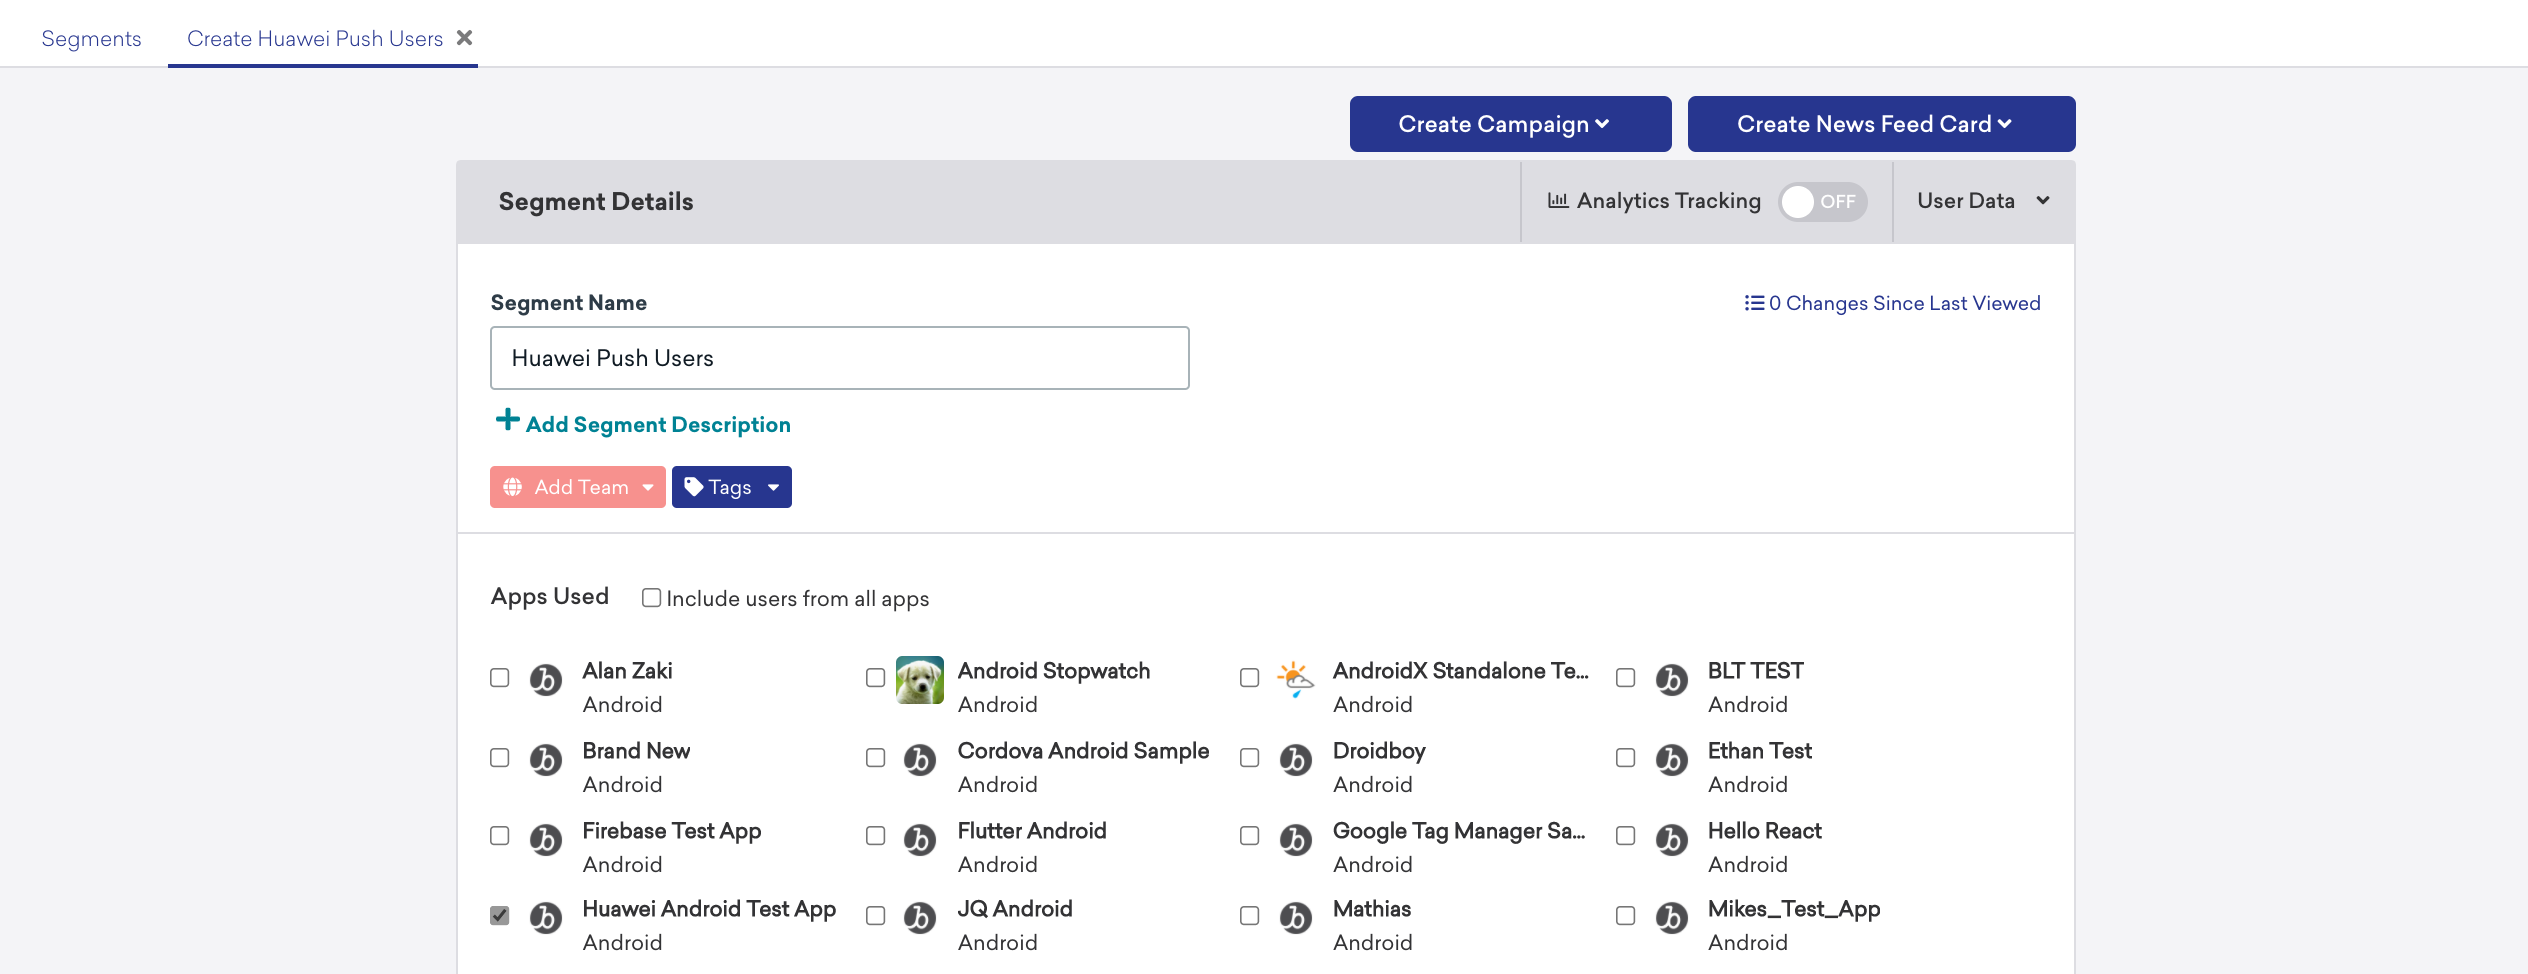 Segments
Create Huawei Push Users
Create Campaign
Create News Feed Card
Segment Details
Analytics Tracking
OFF
User Data
Segment Name
0 Changes Since Last Viewed
Huawei Push Users
Add Segment Description
Add Team
Tags
Apps Used
Include users from all apps
Alan Zaki
Android
Android Stopwatch
Android
AndroidX Standalone Te...
Android
BLT TEST
Android
Brand New
Android
Cordova Android Sample
Android
Droidboy
Android
Ethan Test
Android
Firebase Test App
Android
Flutter Android
Android
Google Tag Manager Sa...
Android
Hello React
Android
Huawei Android Test App
Android
JQ Android
Android
Mathias
Android
Mikes_Test_App
Android